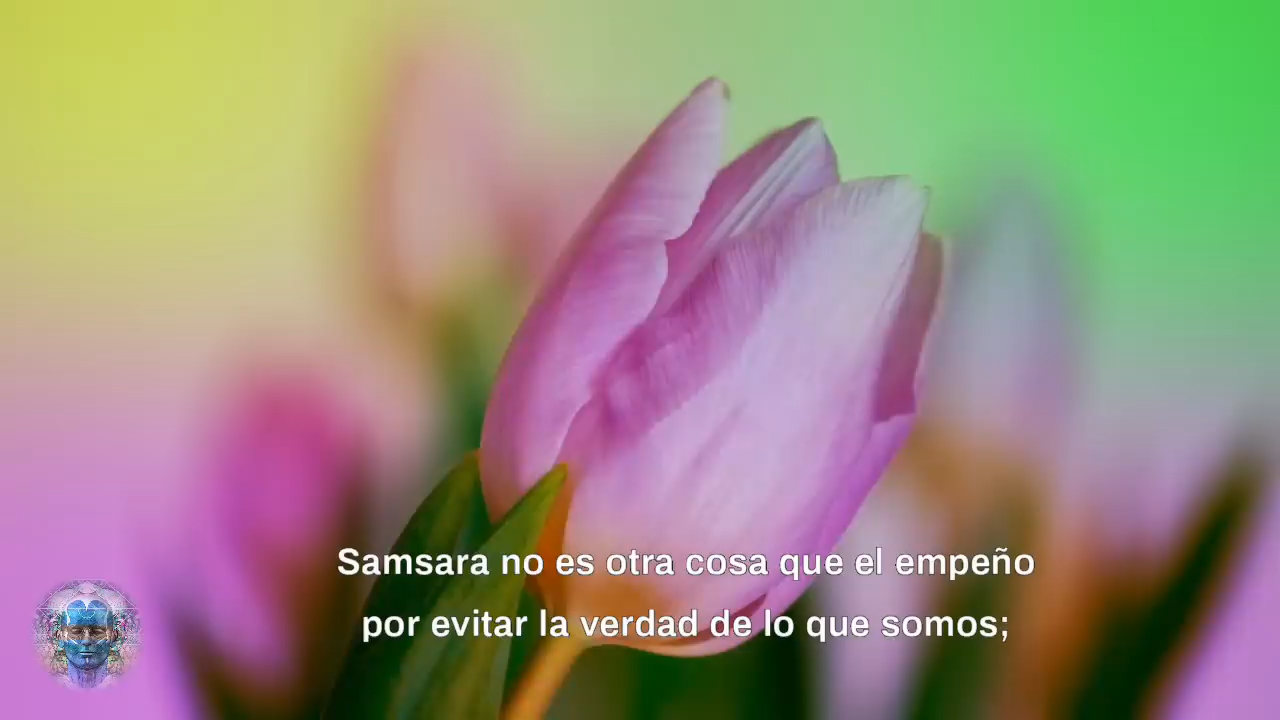 Samsara no es otra cosa que el empeño
por evitar la verdad de lo que somos;